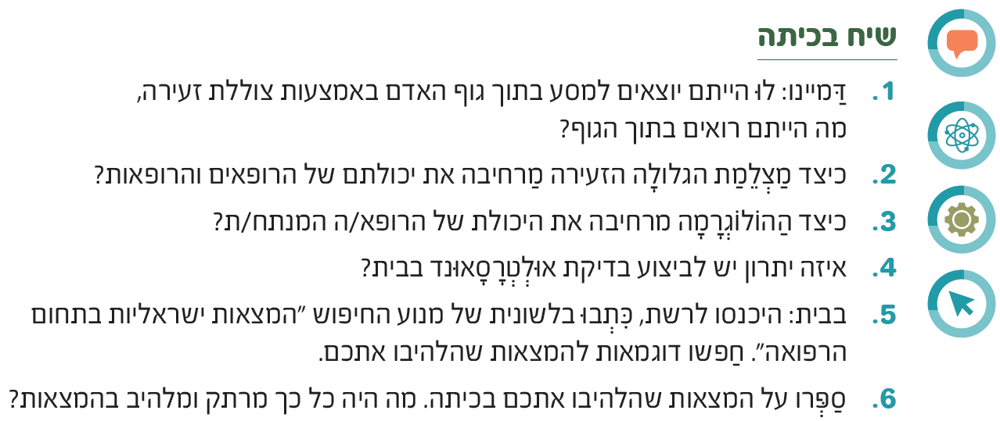 שיח בכיתה
1. דַּמיינו: לוּ הייתם יוצאים למסע בתוך גוף האדם באמצעות צוללת זעירה,
מה הייתם רואים בתוך הגוף?
2. כיצד מַצְלֵמַת הגלולָה הזעירה מַרחיבה את יכולתם של הרופאים והרופאות?
3. כיצד הַהוֹלוֹגְרָמָה מרחיבה את היכולת של הרופא/ה המנתח/ת?
4. איזה יתרון יש לביצוע בדיקת אוּלְטְרָסָאוּנד בבית?
5. בבית: היכנסו לרשת, כִּתְבוּ בלשונית של מנוע החיפוש "המצאות ישראליות בתחום
הרפואה". חַפשו דוגמאות להמצאות שהלהיבו אתכם.
6. סַפְּרו על המצאות שהלהיבו אתכם בכיתה. מה היה כל כך מרתק ומלהיב בהמצאות?